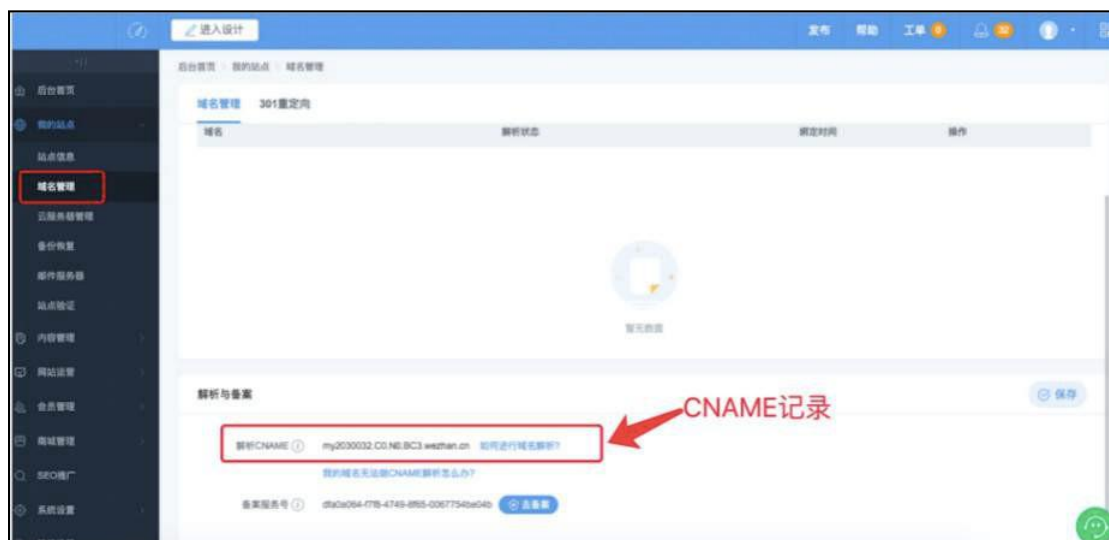 进入设计
发布 帮助 工单 0 32
后台首页 我的站点 域名管理
后台首页
我的站点
站点信息
域名管理
云服务器管理
备份恢复
邮件服务器
站点验证
内容管理
网站运营
会员管理
商城管理
SEO推广
系统设置
域名管理 301重定向
域名 解析状态 绑定时间 操作
暂无数据
解析与备案 保存
CNAME记录
解析CNAME my2030032.C0.N0.BC3.wezhan.cn 如何进行域名解析?
我的域名无法做CNAME解析怎么办?
备案服务号 去备案